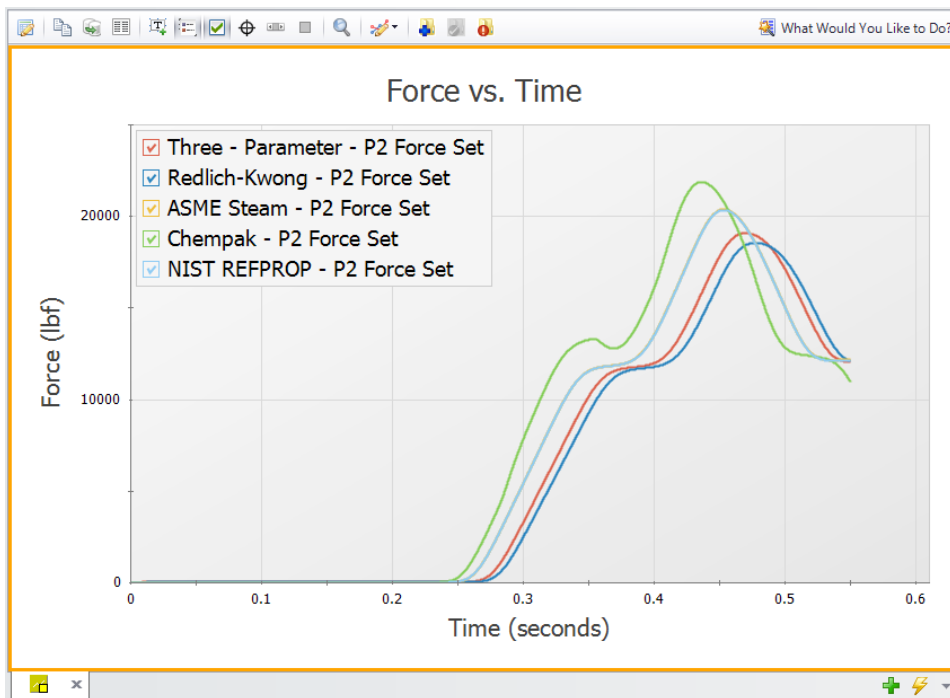 What Would You Like to Do?
Force vs. Time
Three - Parameter - P2 Force Set
Redlich-Kwong - P2 Force Set
ASME Steam - P2 Force Set
Chempak - P2 Force Set
NIST REFPROP - P2 Force Set
20000
10000
0
Force (lbf)
0 0.1 0.2 0.3 0.4 0.5 0.6
Time (seconds)